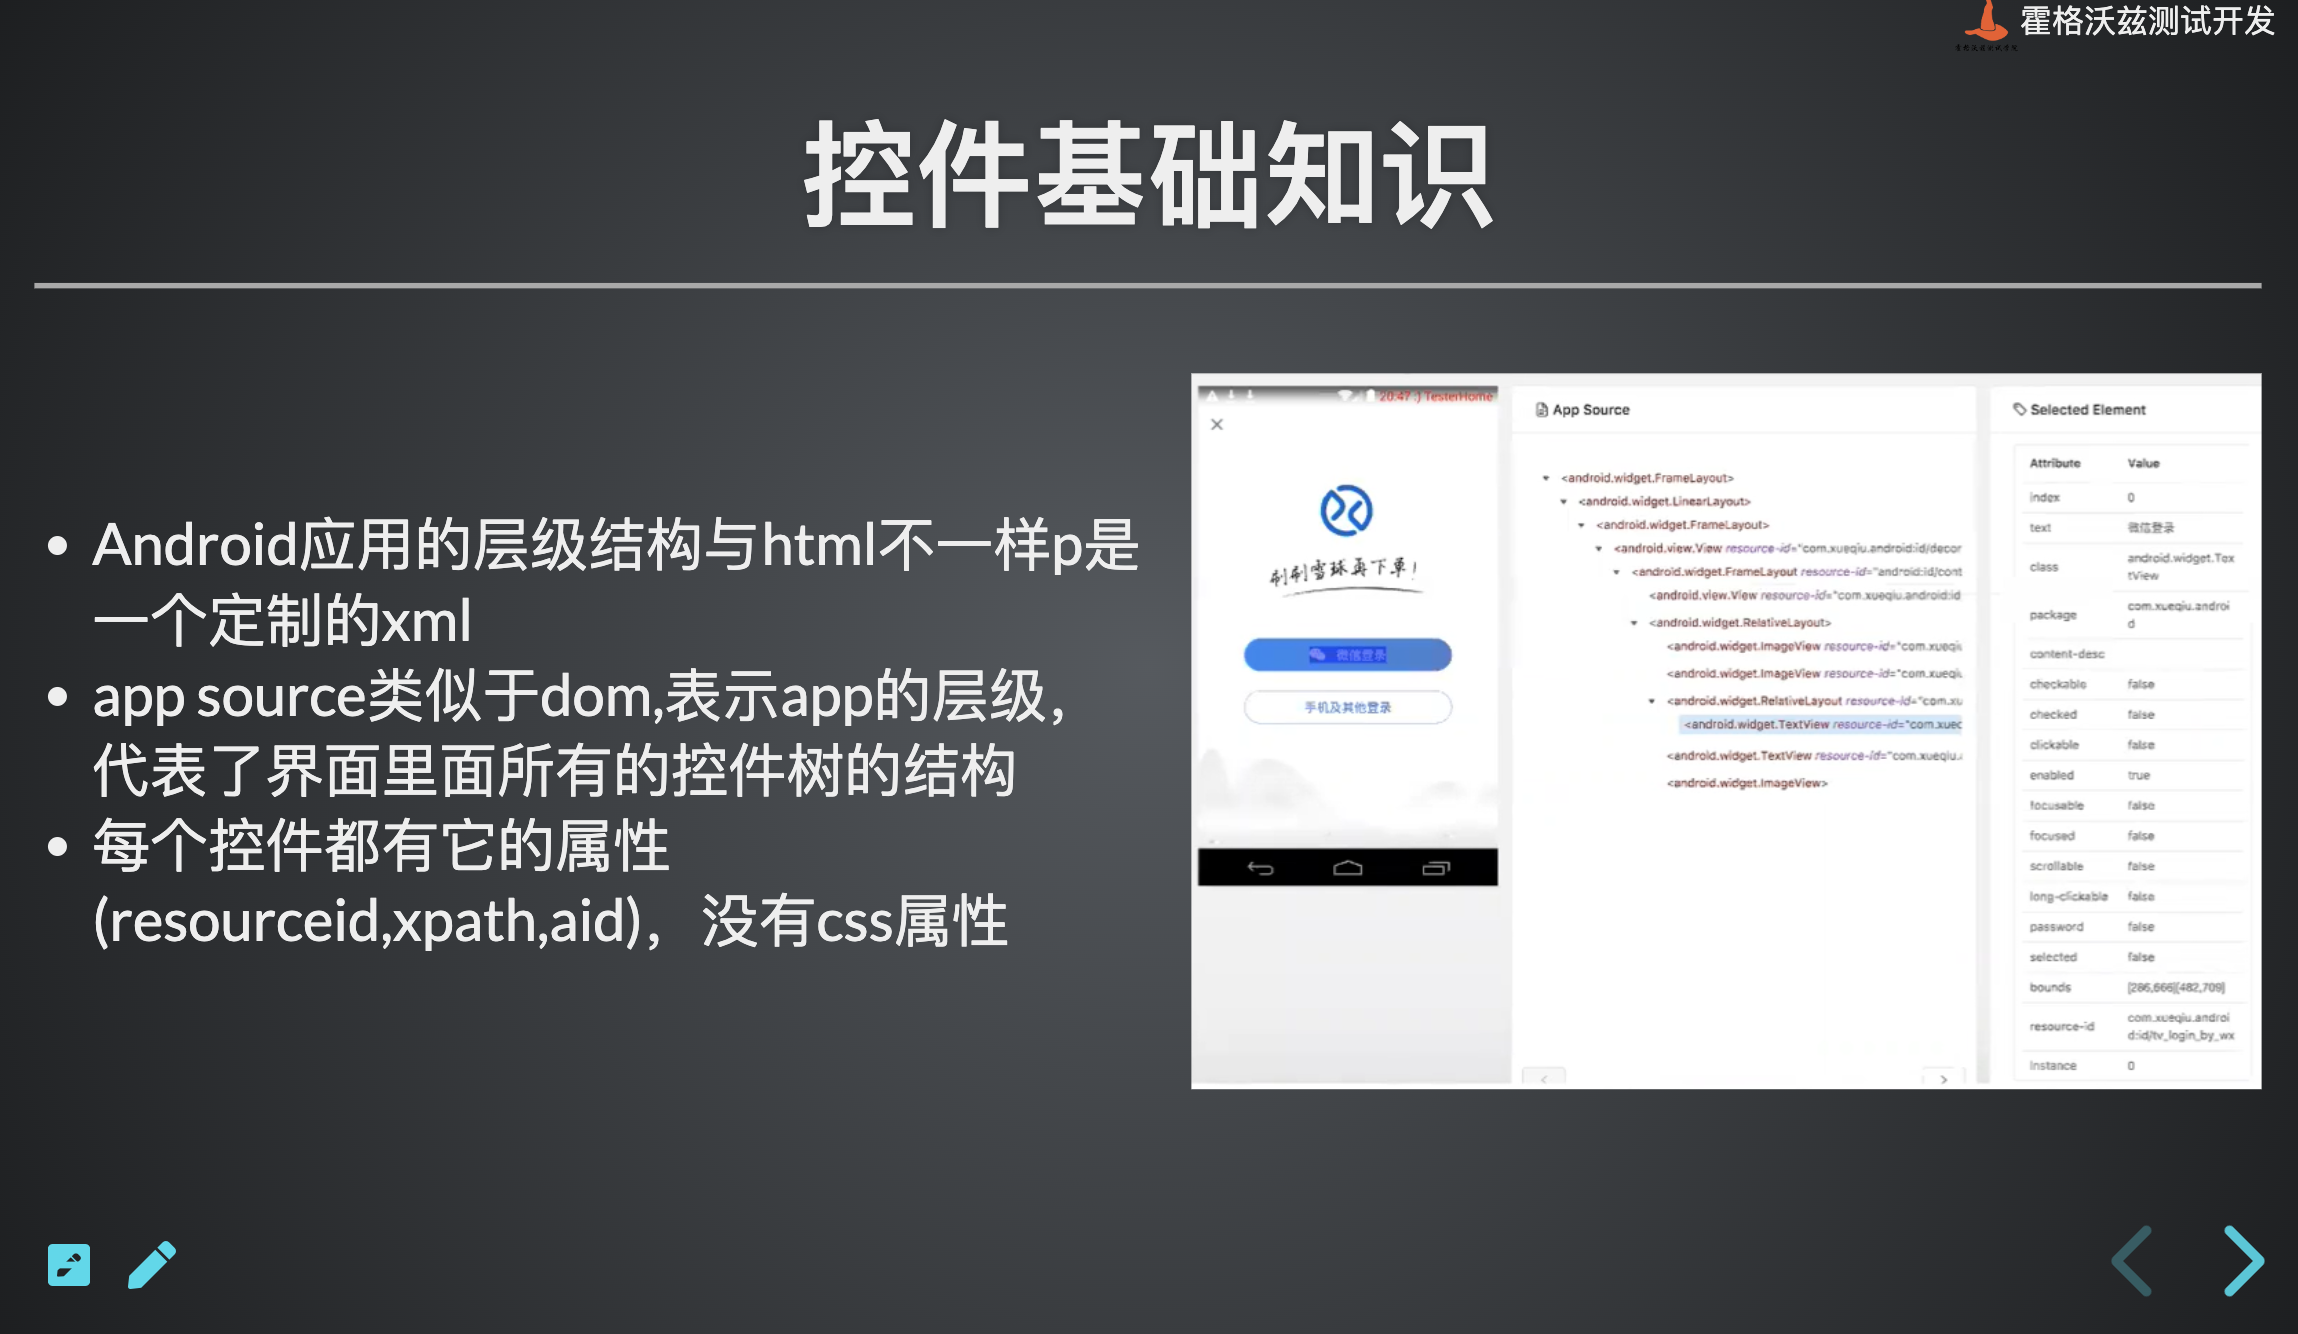 霍格沃兹测试开发
控件基础知识
Android应用的层级结构与html不一样p是
一个定制的xml
app source类似于dom,表示app的层级，
代表了界面里面所有的控件树的结构
每个控件都有它的属性
(resourceid,xpath,aid)，没有css属性
20:47 :) TesterHome
刷刷雪球再下单!
微信登录
手机及其他登录
App Source
<android.widget.FrameLayout>
<android.widget.LinearLayout>
<android.widget.FrameLayout>
<android.view.View resource-id="com.xueqiu.android:id/decor
<android.widget.FrameLayout resource-id="android:id/cont
<android.view.View resource-id="com.xueqiu.android:id
<android.widget.RelativeLayout>
<android.widget.ImageView resource-id="com.xueqiu
<android.widget.ImageView resource-id="com.xueqiu
<android.widget.RelativeLayout resource-id="com.xu
<android.widget.TextView resource-id="com.xuec
<android.widget.TextView resource-id="com.xueqiu.a
<android.widget.ImageView>
Selected Element
Attribute Value
index 0
text 微信登录
class android.widget.Tex
tView
package com.xueqiu.androi
d
content-desc
checkable false
checked false
clickable false
enabled true
focusable false
focused false
scrollable false
long-clickable false
password false
selected false
bounds [286,666][482,709]
resource-id com.xueqiu.androi
d:id/tv_login_by_wx
instance 0